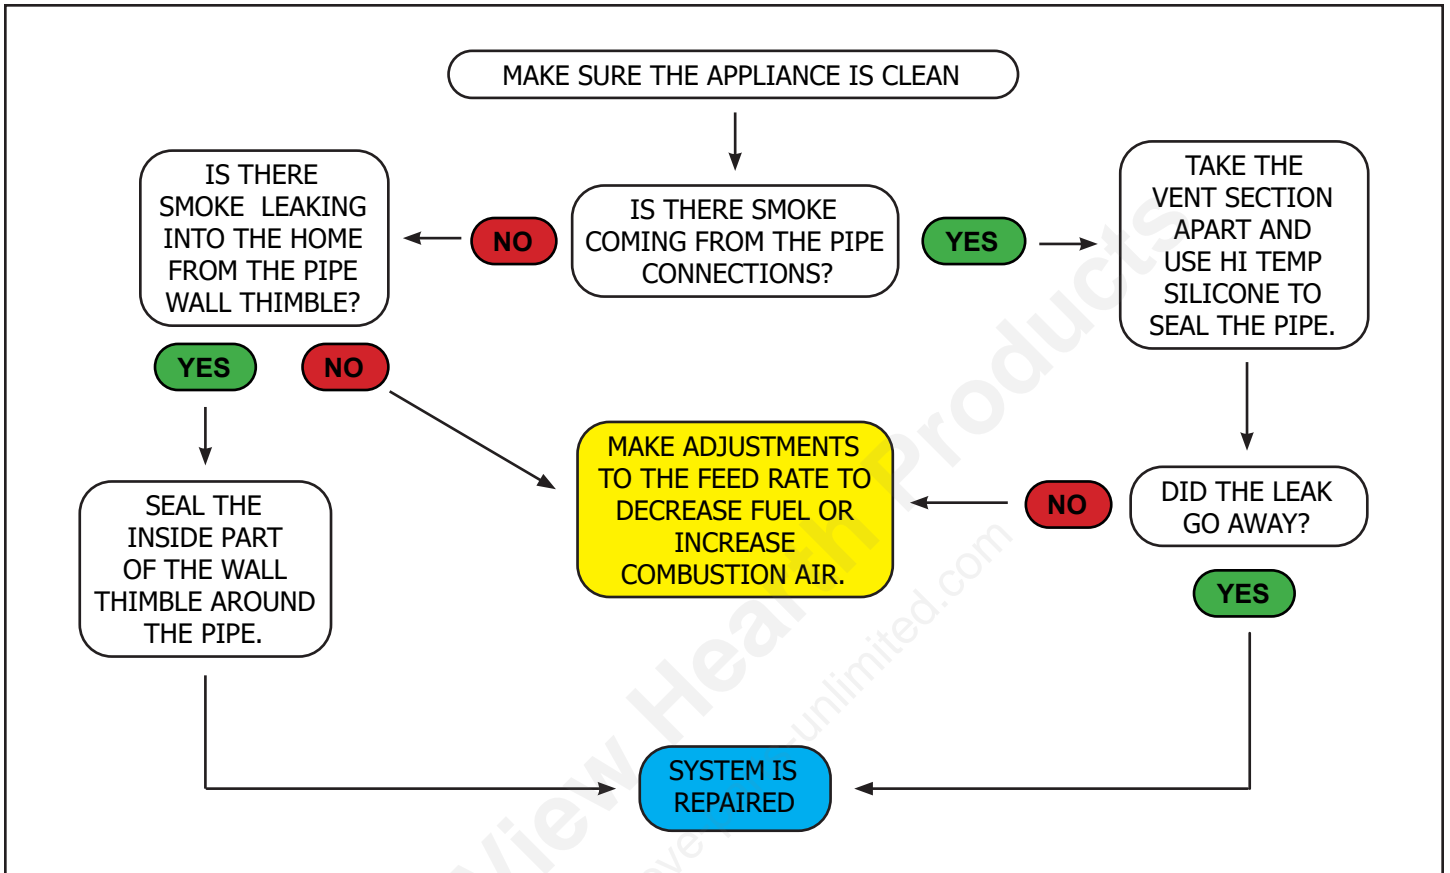 MAKE SURE THE APPLIANCE IS CLEAN
IS THERE
SMOKE LEAKING
INTO THE HOME
FROM THE PIPE
WALL THIMBLE?
NO
IS THERE SMOKE
COMING FROM THE PIPE
CONNECTIONS?
YES
TAKE THE
VENT SECTION
APART AND
USE HI TEMP
SILICONE TO
SEAL THE PIPE.
YES
NO
MAKE ADJUSTMENTS
TO THE FEED RATE TO
DECREASE FUEL OR
INCREASE
COMBUSTION AIR.
NO
DID THE LEAK
GO AWAY?
SEAL THE
INSIDE PART
OF THE WALL
THIMBLE AROUND
THE PIPE.
YES
SYSTEM IS
REPAIRED
View Hearth Products
-unlimited.com